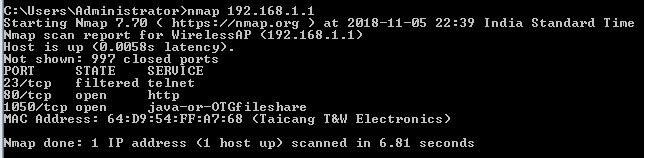 C:\Users\Administrator>nmap 192.168.1.1
Starting Nmap 7.70 ( https://nmap.org ) at 2018-11-05 22:39 India Standard Time
Nmap scan report for WirelessAP (192.168.1.1)
Host is up (0.0058s latency).
Not shown: 997 closed ports
PORT     STATE    SERVICE
23/tcp   filtered telnet
80/tcp   open     http
1050/tcp open     java-or-OTGfileshare
MAC Address: 64:D9:54:FF:A7:68 (Taicang T&W Electronics)
Nmap done: 1 IP address (1 host up) scanned in 6.81 seconds